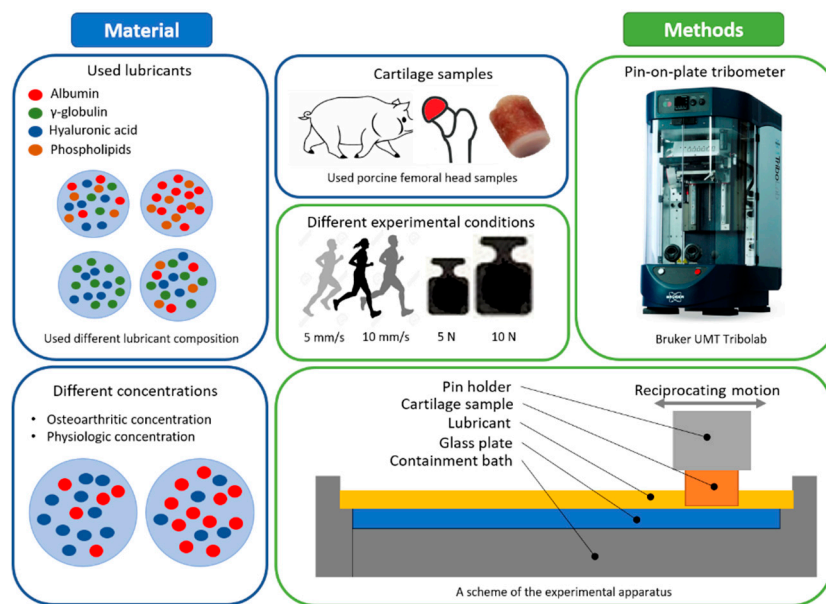 Material
Methods
Used lubricants
Albumin
γ-globulin
Hyaluronic acid
Phospholipids
Used different lubricant composition
Cartilage samples
Used porcine femoral head samples
Different experimental conditions
5 mm/s 10 mm/s 5 N 10 N
Pin-on-plate tribometer
Bruker UMT Tribolab
Different concentrations
• Osteoarthritic concentration
• Physiologic concentration
Pin holder
Cartilage sample
Lubricant
Glass plate
Containment bath
Reciprocating motion
A scheme of the experimental apparatus